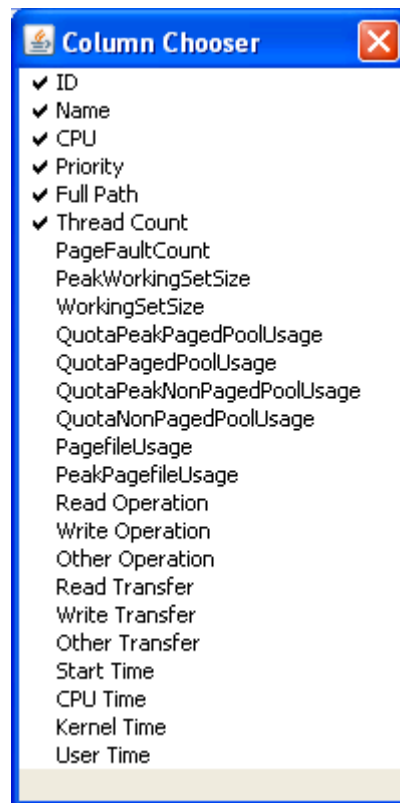 Column Chooser
ID
Name
CPU
Priority
Full Path
Thread Count
PageFaultCount
PeakWorkingSetSize
WorkingSetSize
QuotaPeakPagedPoolUsage
QuotaPagedPoolUsage
QuotaPeakNonPagedPoolUsage
QuotaNonPagedPoolUsage
PagefileUsage
PeakPagefileUsage
Read Operation
Write Operation
Other Operation
Read Transfer
Write Transfer
Other Transfer
Start Time
CPU Time
Kernel Time
User Time